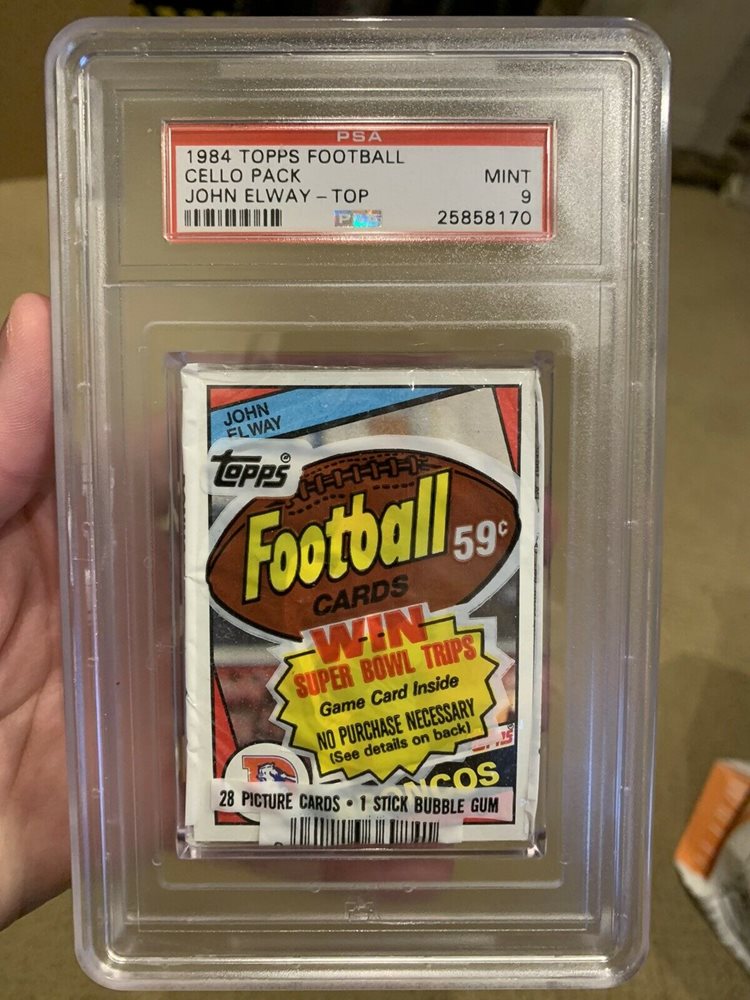 PSA
1984 TOPPS FOOTBALL
CELLO PACK MINT
JOHN ELWAY – TOP 9
PSA 25858170
JOHN
ELWAY
TOPPS
Football 59¢
CARDS
WIN
SUPER BOWL TRIPS
Game Card Inside
NO PURCHASE NECESSARY
(See details on back)
28 PICTURE CARDS • 1 STICK BUBBLE GUM